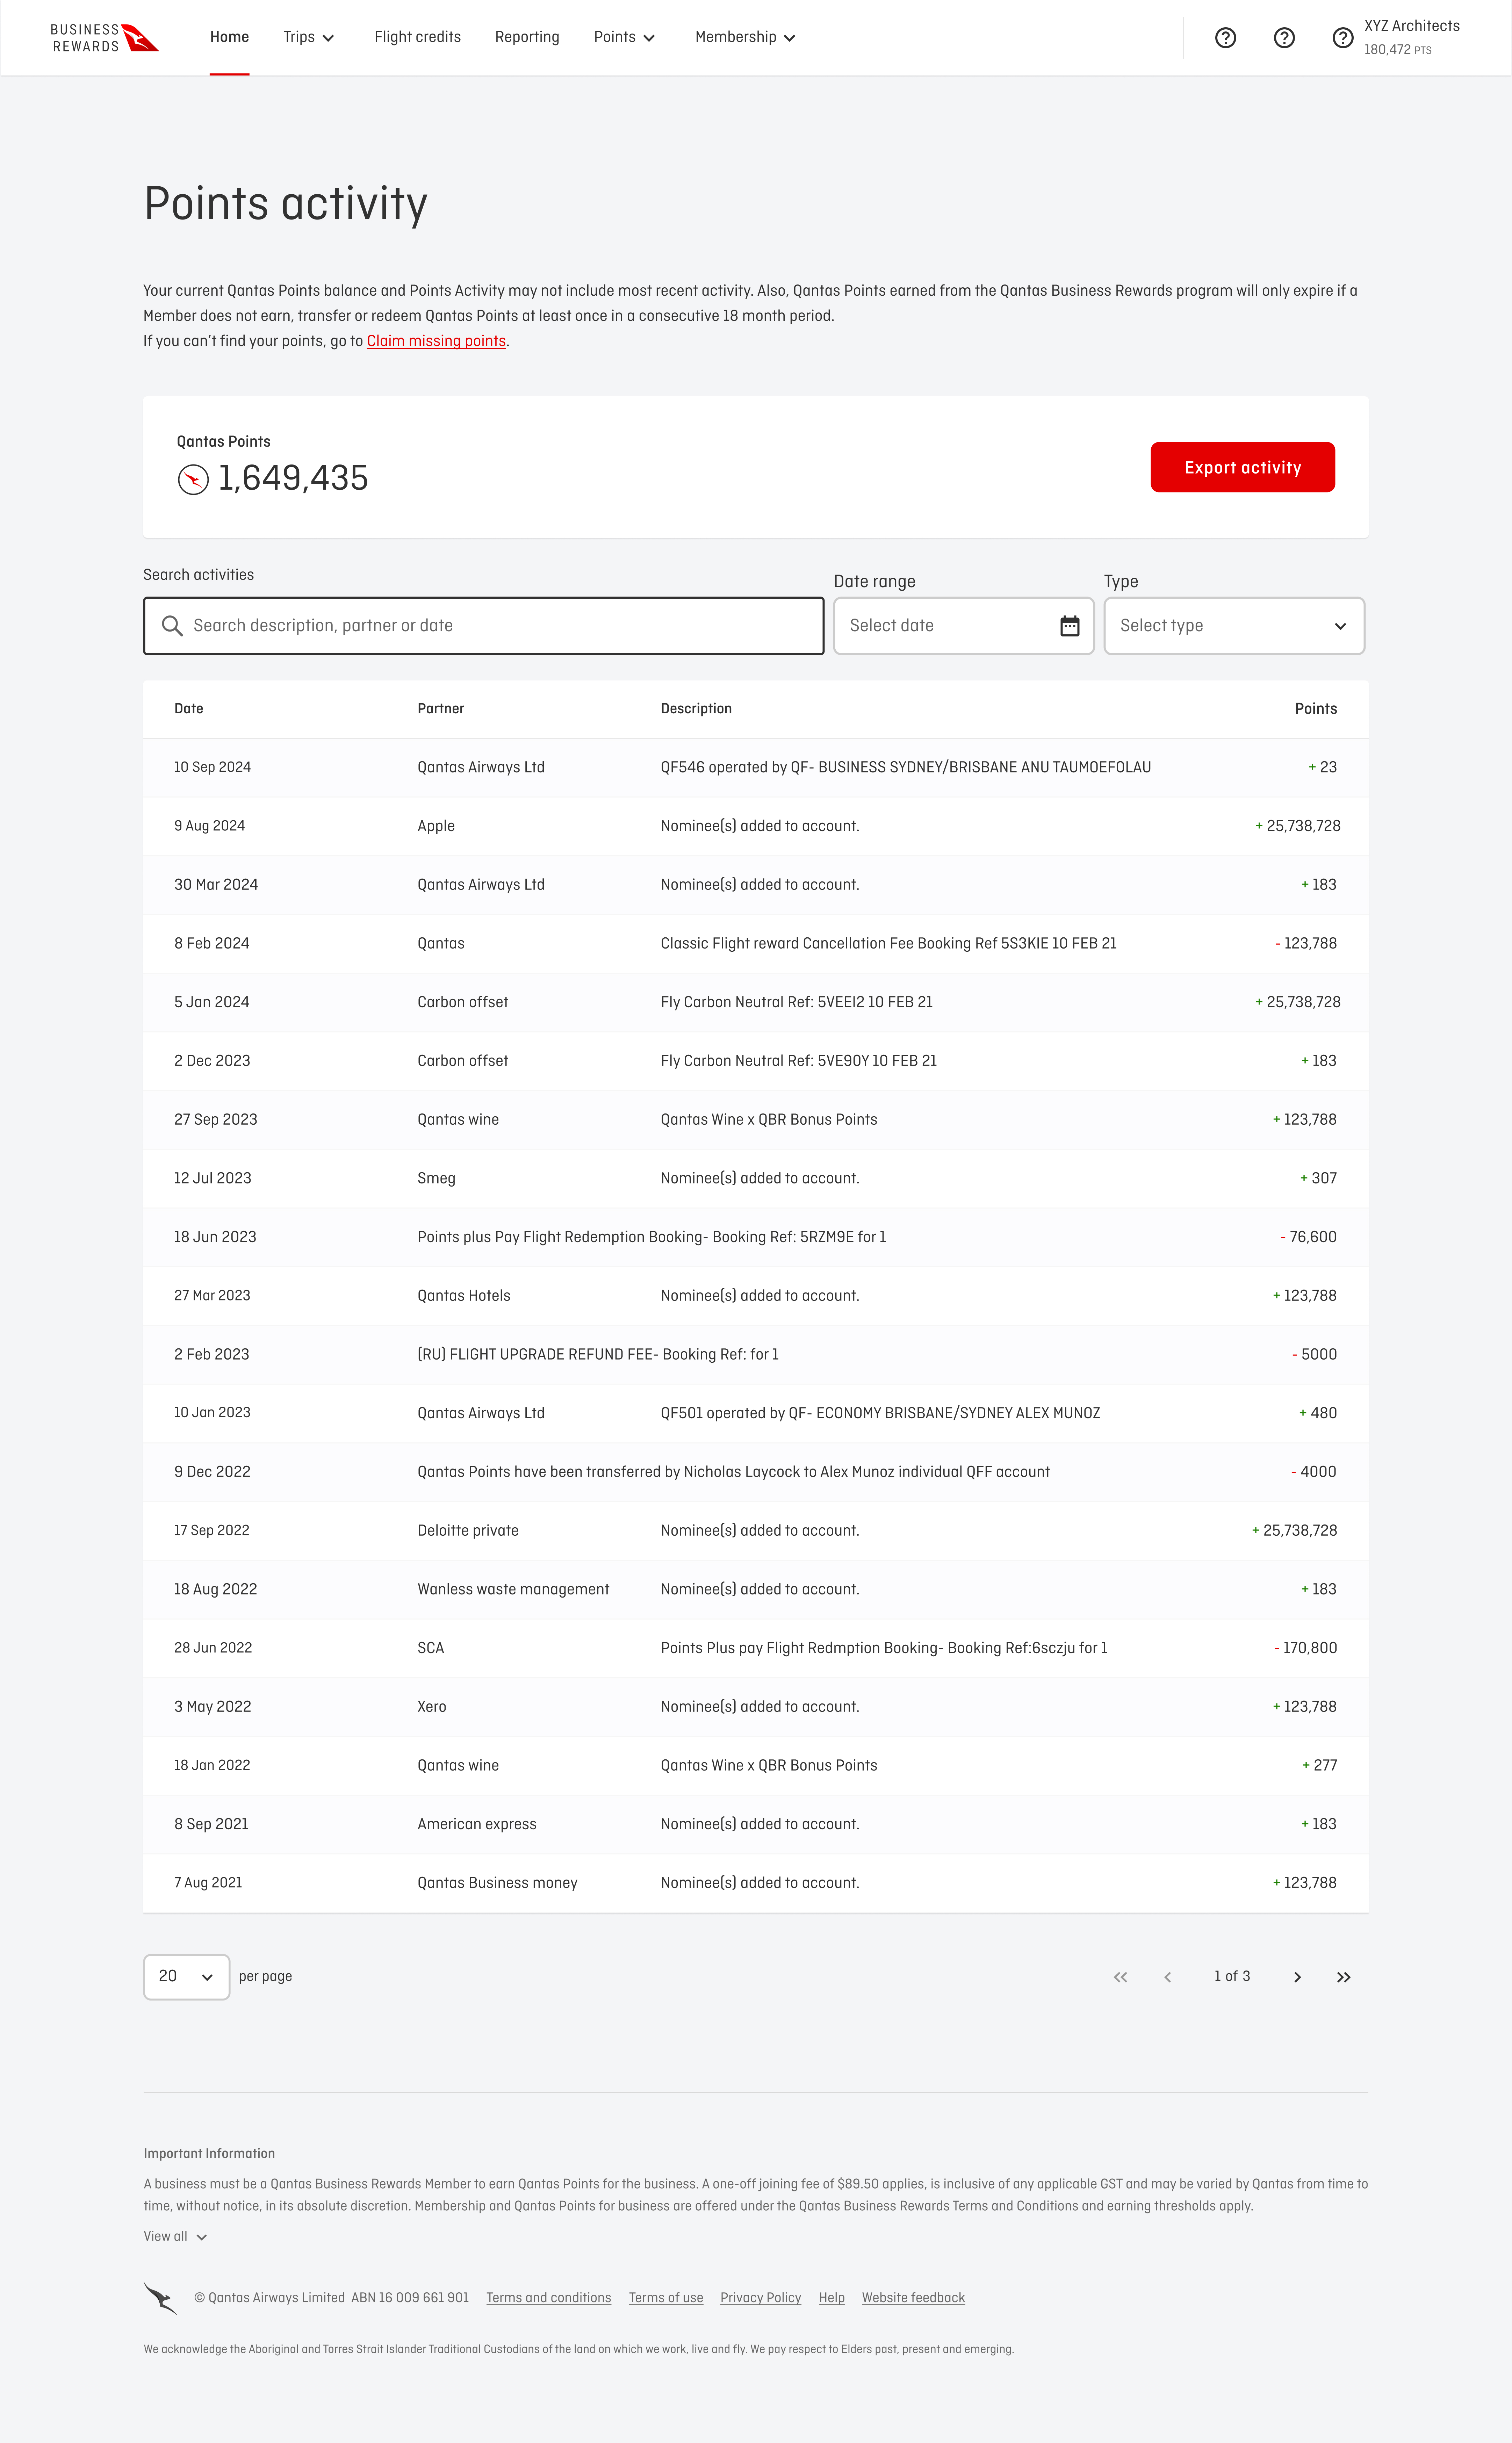 BUSINESS
REWARDS
Home Trips Flight credits Reporting Points Membership
XYZ Architects
180,472 PTS
Points activity
Your current Qantas Points balance and Points Activity may not include most recent activity. Also, Qantas Points earned from the Qantas Business Rewards program will only expire if a
Member does not earn, transfer or redeem Qantas Points at least once in a consecutive 18 month period.
If you can't find your points, go to Claim missing points.
Qantas Points
1,649,435
Export activity
Search activities Date range Type
Search description, partner or date Select date Select type
Date Partner Description Points
10 Sep 2024 Qantas Airways Ltd QF546 operated by QF- BUSINESS SYDNEY/BRISBANE ANU TAUMOEFOLAU + 23
9 Aug 2024 Apple Nominee(s) added to account. + 25,738,728
30 Mar 2024 Qantas Airways Ltd Nominee(s) added to account. + 183
8 Feb 2024 Qantas Classic Flight reward Cancellation Fee Booking Ref 5S3KIE 10 FEB 21 - 123,788
5 Jan 2024 Carbon offset Fly Carbon Neutral Ref: 5VEEI2 10 FEB 21 + 25,738,728
2 Dec 2023 Carbon offset Fly Carbon Neutral Ref: 5VE90Y 10 FEB 21 + 183
27 Sep 2023 Qantas wine Qantas Wine x QBR Bonus Points + 123,788
12 Jul 2023 Smeg Nominee(s) added to account. + 307
18 Jun 2023 Points plus Pay Flight Redemption Booking- Booking Ref: 5RZM9E for 1 - 76,600
27 Mar 2023 Qantas Hotels Nominee(s) added to account. + 123,788
2 Feb 2023 (RU) FLIGHT UPGRADE REFUND FEE- Booking Ref: for 1 - 5000
10 Jan 2023 Qantas Airways Ltd QF501 operated by QF- ECONOMY BRISBANE/SYDNEY ALEX MUNOZ + 480
9 Dec 2022 Qantas Points have been transferred by Nicholas Laycock to Alex Munoz individual QFF account - 4000
17 Sep 2022 Deloitte private Nominee(s) added to account. + 25,738,728
18 Aug 2022 Wanless waste management Nominee(s) added to account. + 183
28 Jun 2022 SCA Points Plus pay Flight Redmption Booking- Booking Ref:6sczju for 1 - 170,800
3 May 2022 Xero Nominee(s) added to account. + 123,788
18 Jan 2022 Qantas wine Qantas Wine x QBR Bonus Points + 277
8 Sep 2021 American express Nominee(s) added to account. + 183
7 Aug 2021 Qantas Business money Nominee(s) added to account. + 123,788
20 per page 1 of 3
Important Information
A business must be a Qantas Business Rewards Member to earn Qantas Points for the business. A one-off joining fee of $89.50 applies, is inclusive of any applicable GST and may be varied by Qantas from time to
time, without notice, in its absolute discretion. Membership and Qantas Points for business are offered under the Qantas Business Rewards Terms and Conditions and earning thresholds apply.
View all
© Qantas Airways Limited ABN 16 009 661 901 Terms and conditions Terms of use Privacy Policy Help Website feedback
We acknowledge the Aboriginal and Torres Strait Islander Traditional Custodians of the land on which we work, live and fly. We pay respect to Elders past, present and emerging.